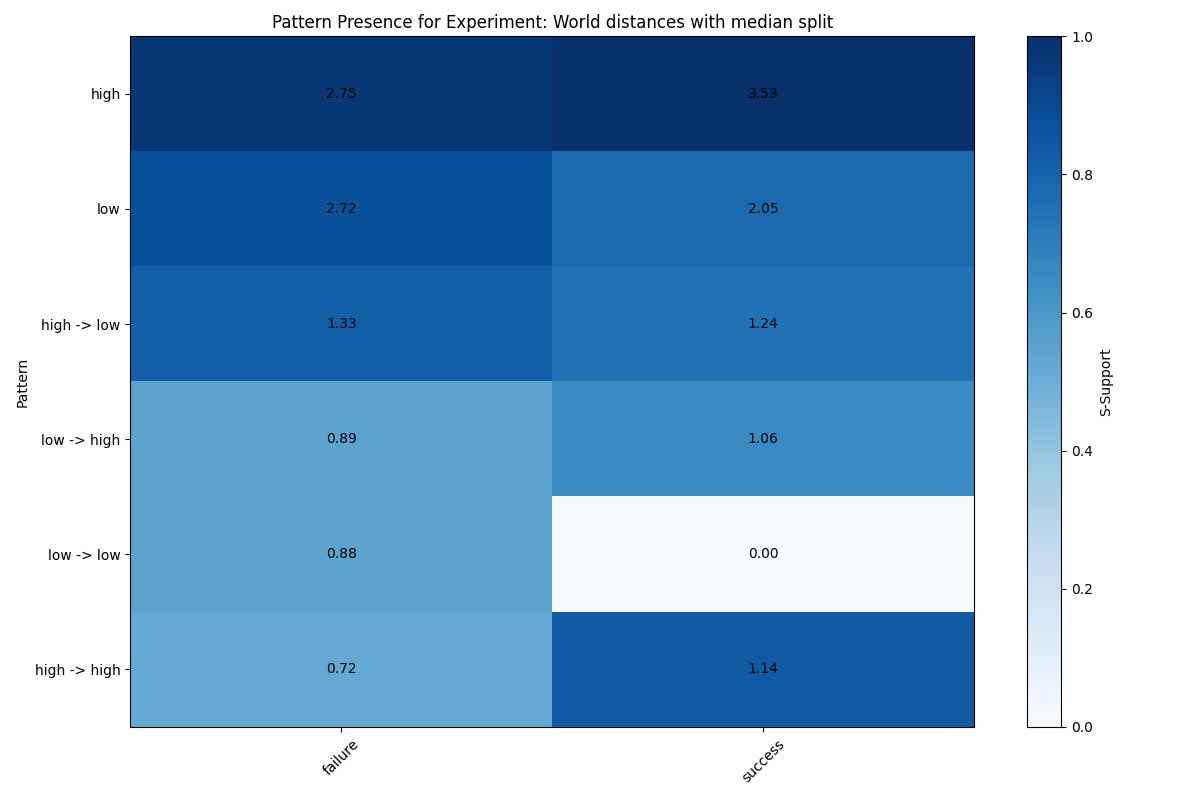 Pattern Presence for Experiment: World distances with median split
Pattern
high
2.75
3.53
low
2.72
2.05
high -> low
1.33
1.24
low -> high
0.89
1.06
low -> low
0.88
0.00
high -> high
0.72
1.14
failure
success
1.0
0.8
0.6
0.4
0.2
0.0
S-Support